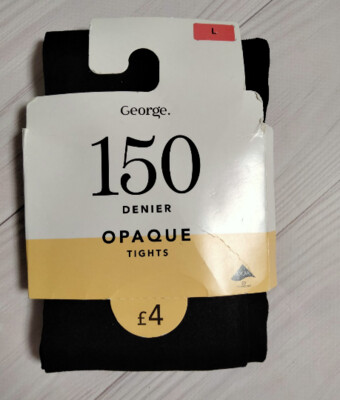 L
George.
150
DENIER
OPAQUE
TIGHTS
£4